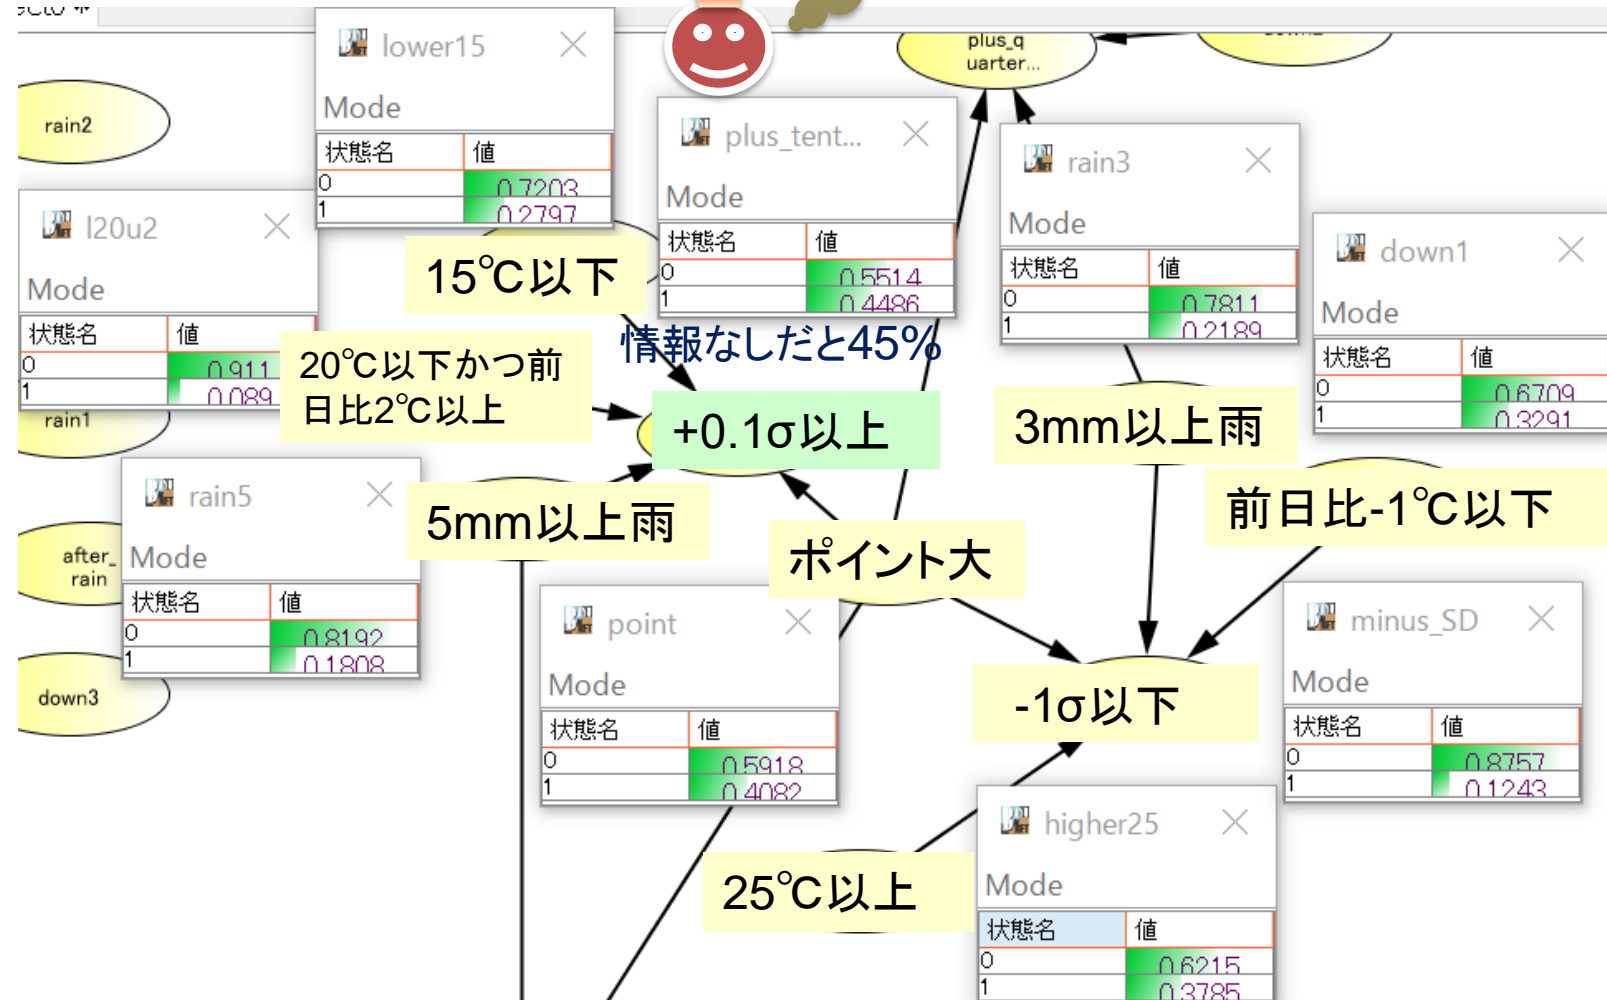 lower15
Mode
状態名 値
0 0.7203
1 0.2797
plus_q
uarter...
rain2
plus_tent...
Mode
状態名 値
0 0.5514
1 0.4486
rain3
Mode
状態名 値
0 0.7811
1 0.2189
l20u2
Mode
状態名 値
0 0.911
1 0.089
down1
Mode
状態名 値
0 0.6709
1 0.3291
15℃以下
情報なしだと45%
20℃以下かつ前
日比2℃以上
rain1
+0.1σ以上
3mm以上雨
rain5
Mode
状態名 値
0 0.8192
1 0.1808
5mm以上雨
前日比-1℃以下
ポイント大
after_
rain
point
Mode
状態名 値
0 0.5918
1 0.4082
minus_SD
Mode
状態名 値
0 0.8757
1 0.1243
down3
-1σ以下
higher25
Mode
状態名 値
0 0.6215
1 0.3785
25℃以上